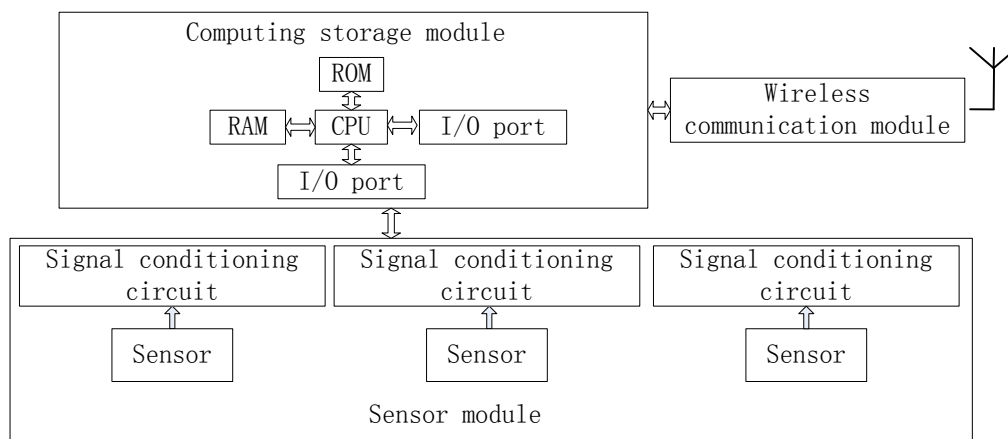 Computing storage module
ROM
RAM
CPU
I/O port
I/O port
Wireless
communication module
Signal conditioning
circuit
Signal conditioning
circuit
Signal conditioning
circuit
Sensor
Sensor
Sensor
Sensor module